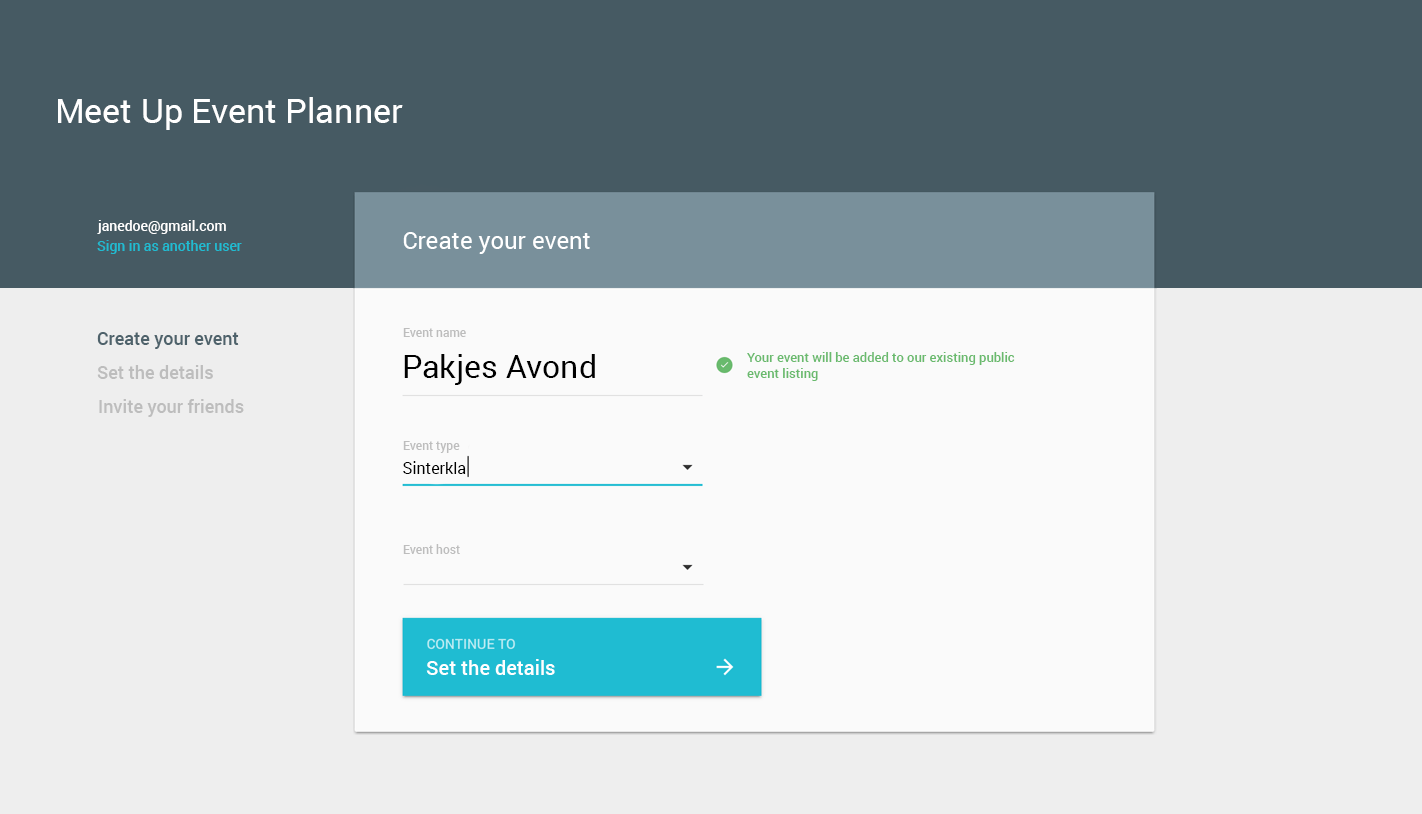 Meet Up Event Planner
janedoe@gmail.com
Sign in as another user
Create your event
Set the details
Invite your friends
Create your event
Event name
Pakjes Avond
Your event will be added to our existing public
event listing
Event type
Sinterkla
Event host
CONTINUE TO
Set the details